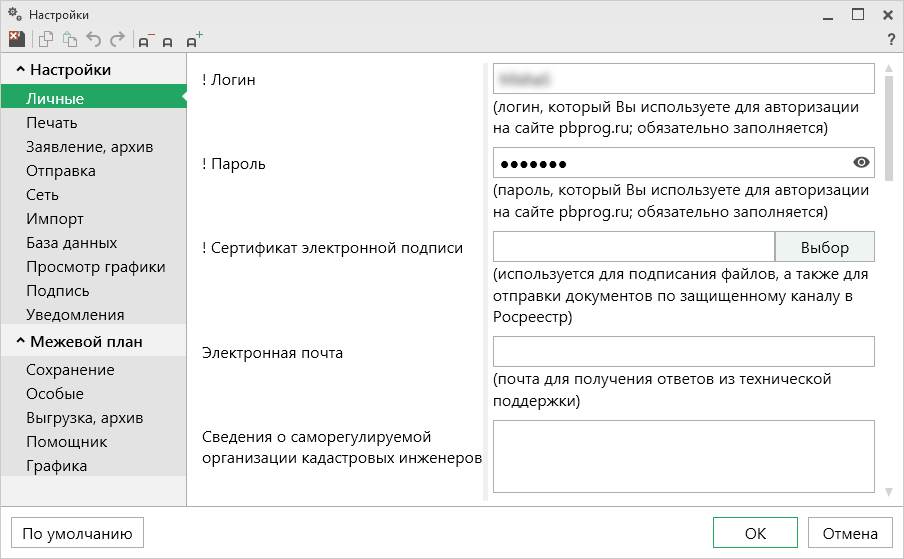 Настройки
?
Настройки
Личные
Печать
Заявление, архив
Отправка
Сеть
Импорт
База данных
Просмотр графики
Подпись
Уведомления
Межевой план
Сохранение
Особые
Выгрузка, архив
Помощник
Графика
! Логин
(логин, который Вы используете для авторизации
на сайте pbprog.ru; обязательно заполняется)
! Пароль
●●●●●●●
(пароль, который Вы используете для авторизации
на сайте pbprog.ru; обязательно заполняется)
! Сертификат электронной подписи
Выбор
(используется для подписания файлов, а также для
отправки документов по защищенному каналу в
Росреестр)
Электронная почта
(почта для получения ответов из технической
поддержки)
Сведения о саморегулируемой
организации кадастровых инженеров
По умолчанию
ОК
Отмена